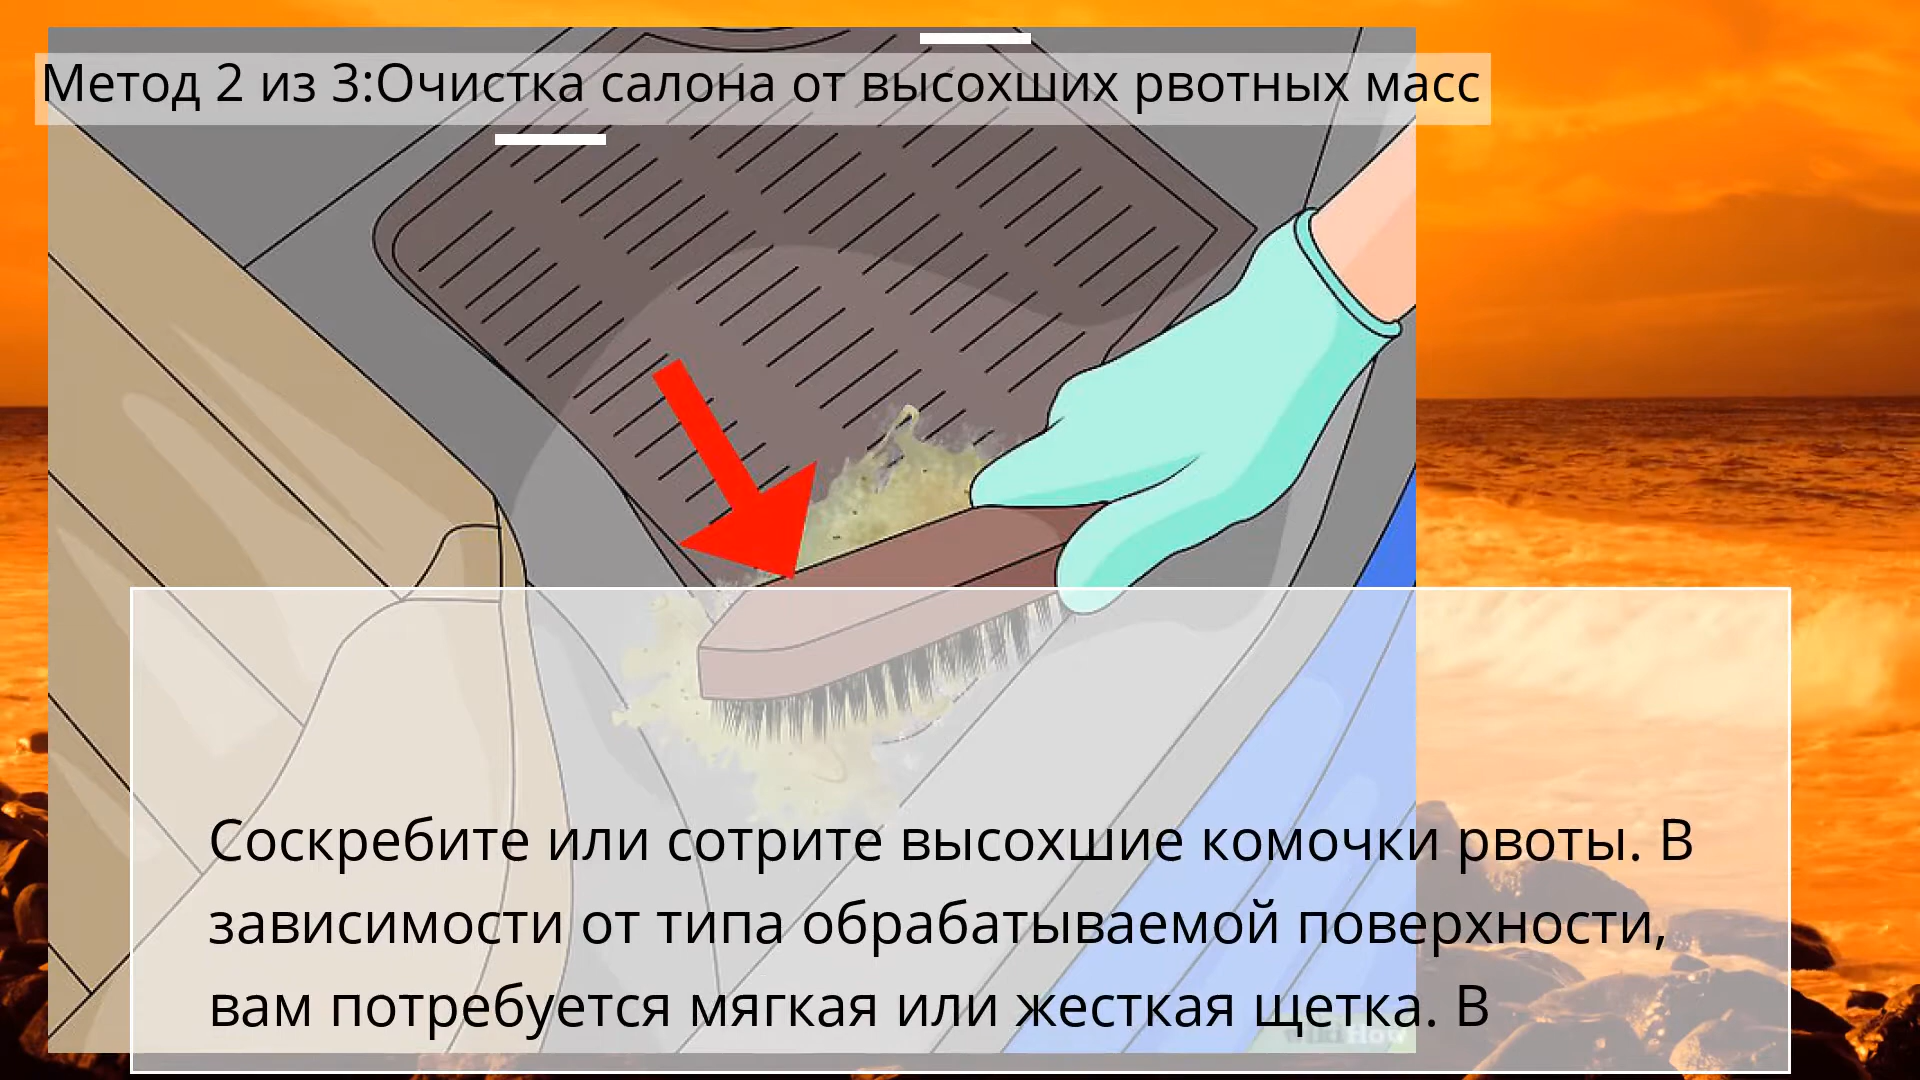 Метод 2 из 3:Очистка салона от высохших рвотных масс
Соскребите или сотрите высохшие комочки рвоты. В
зависимости от типа обрабатываемой поверхности,
вам потребуется мягкая или жесткая щетка. В
wikiHow